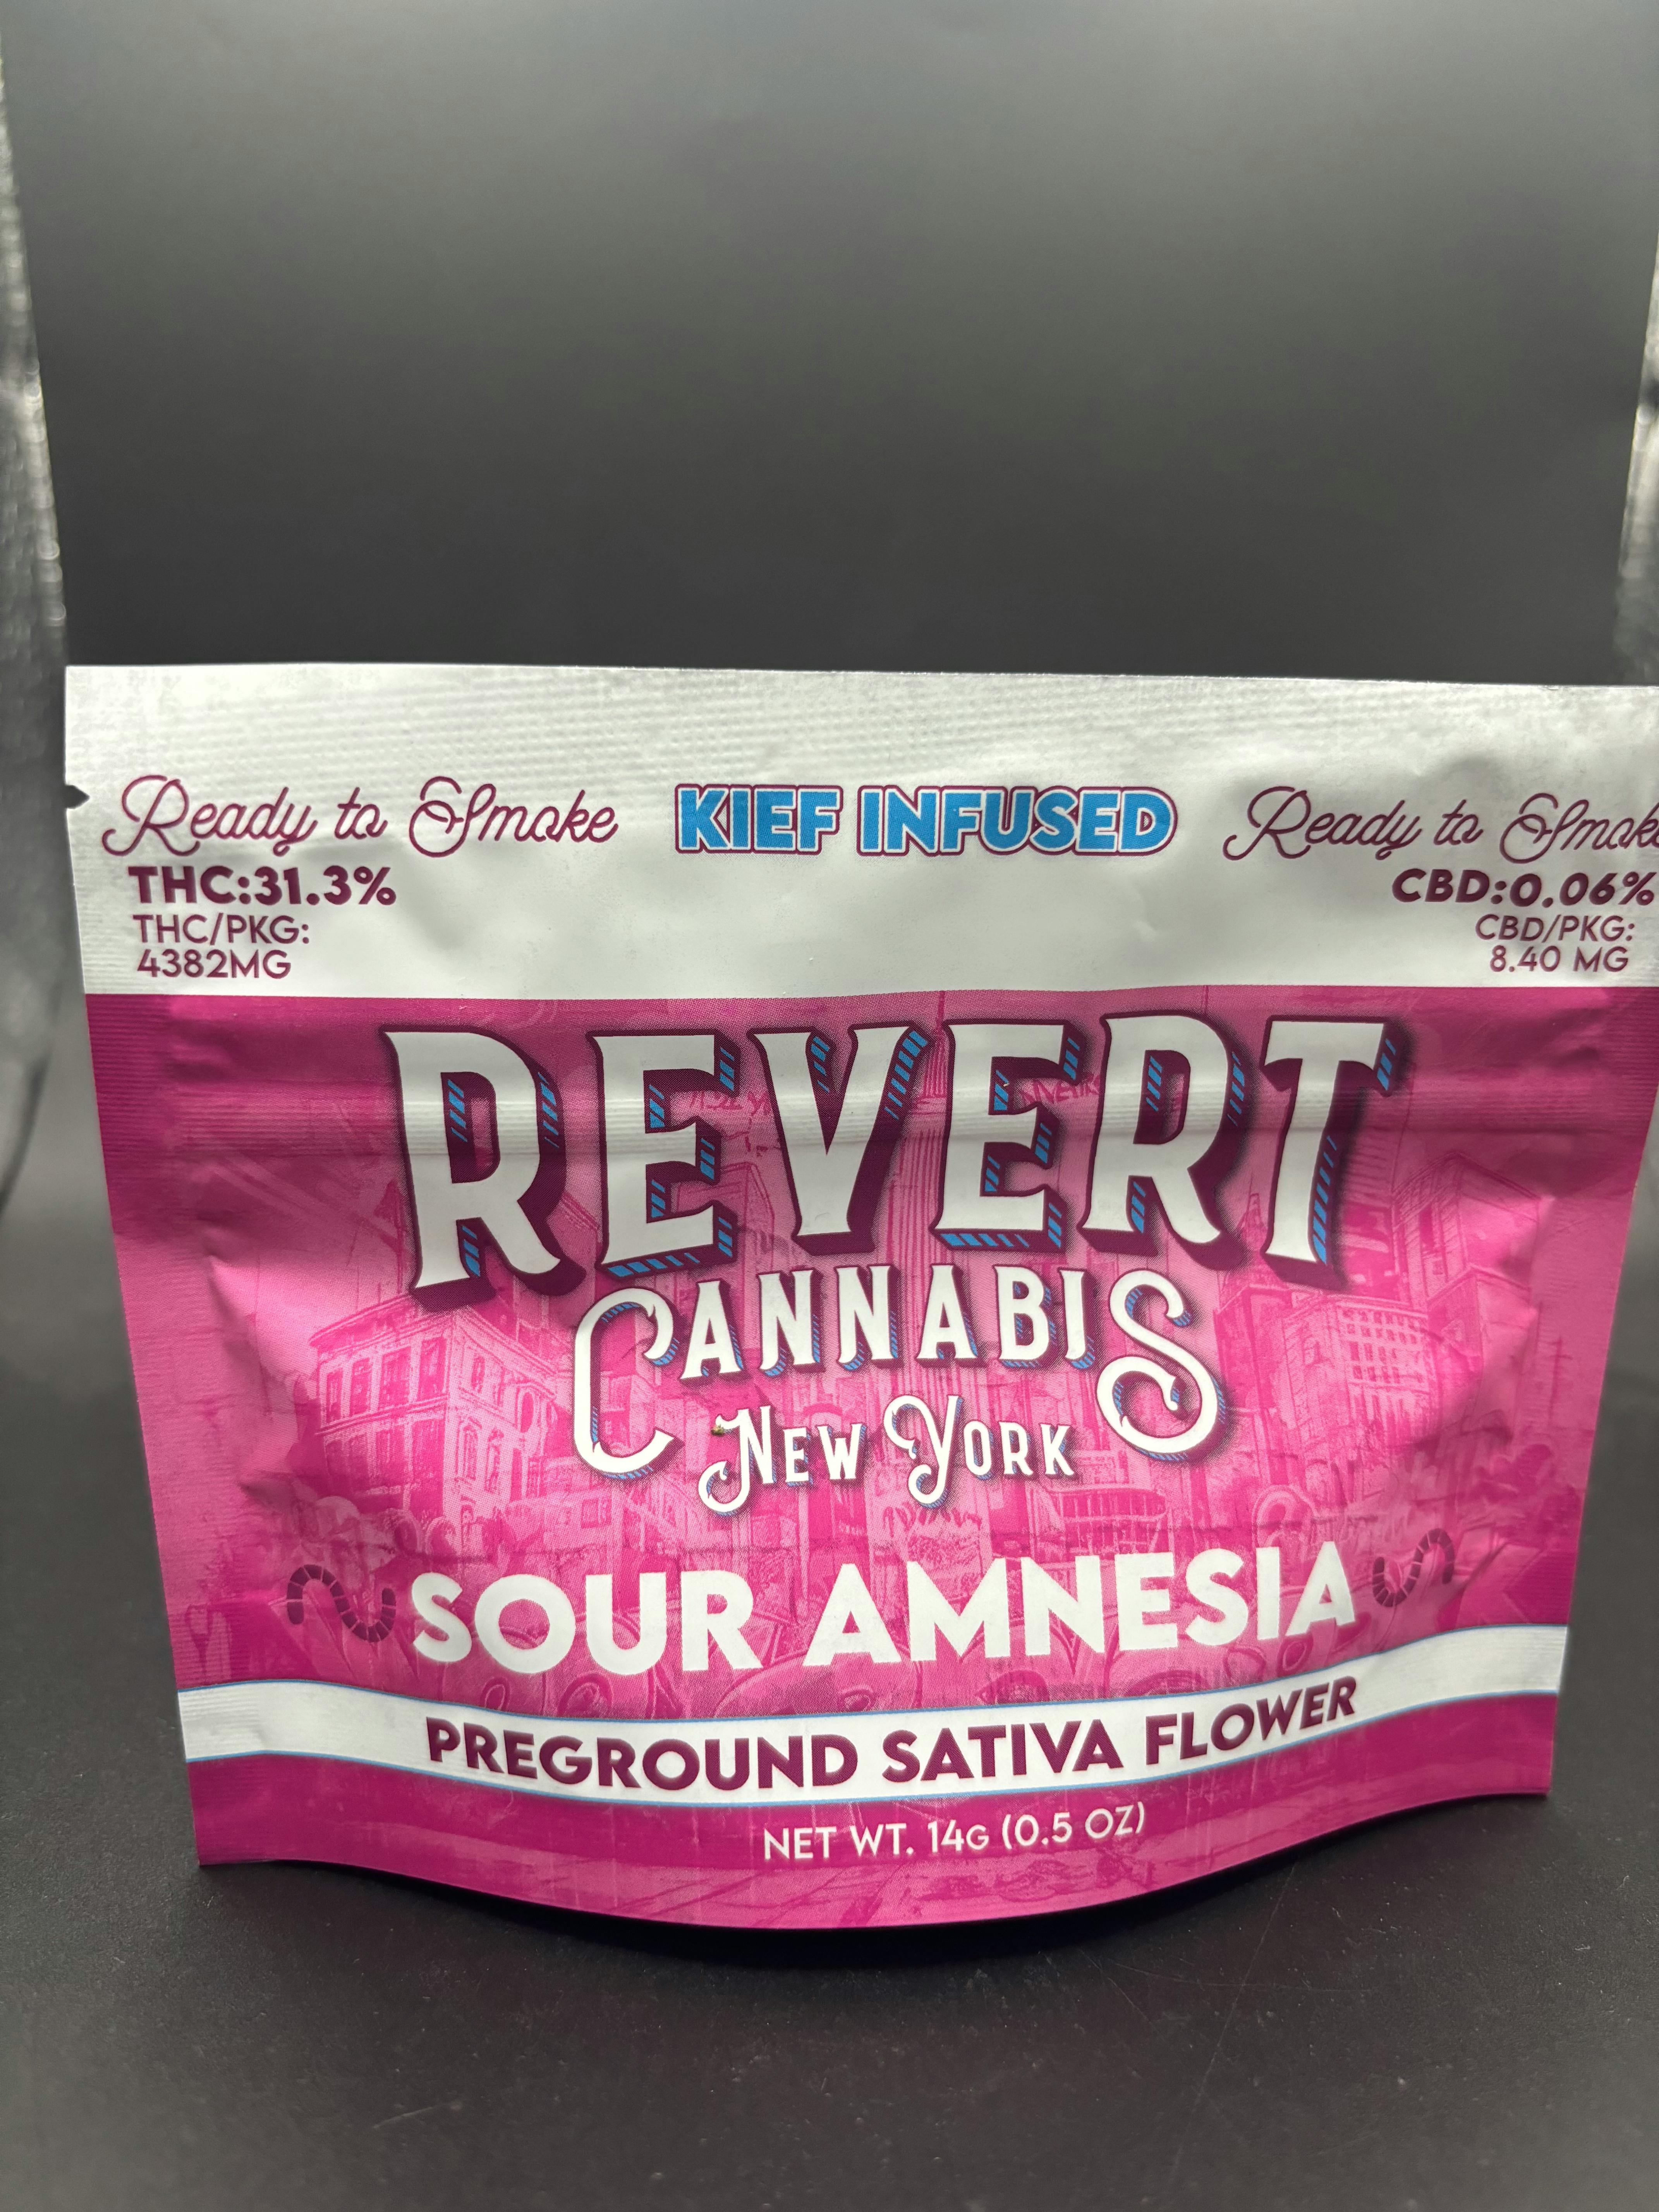 Ready to Smoke KIEF INFUSED Ready to Smoke
THC:31.3% CBD:0.06%
THC/PKG: CBD/PKG:
4382MG 8.40 MG
REVERT
CANNABIS
NEW YORK
SOUR AMNESIA
PREGROUND SATIVA FLOWER
NET WT. 14G (0.5 OZ)